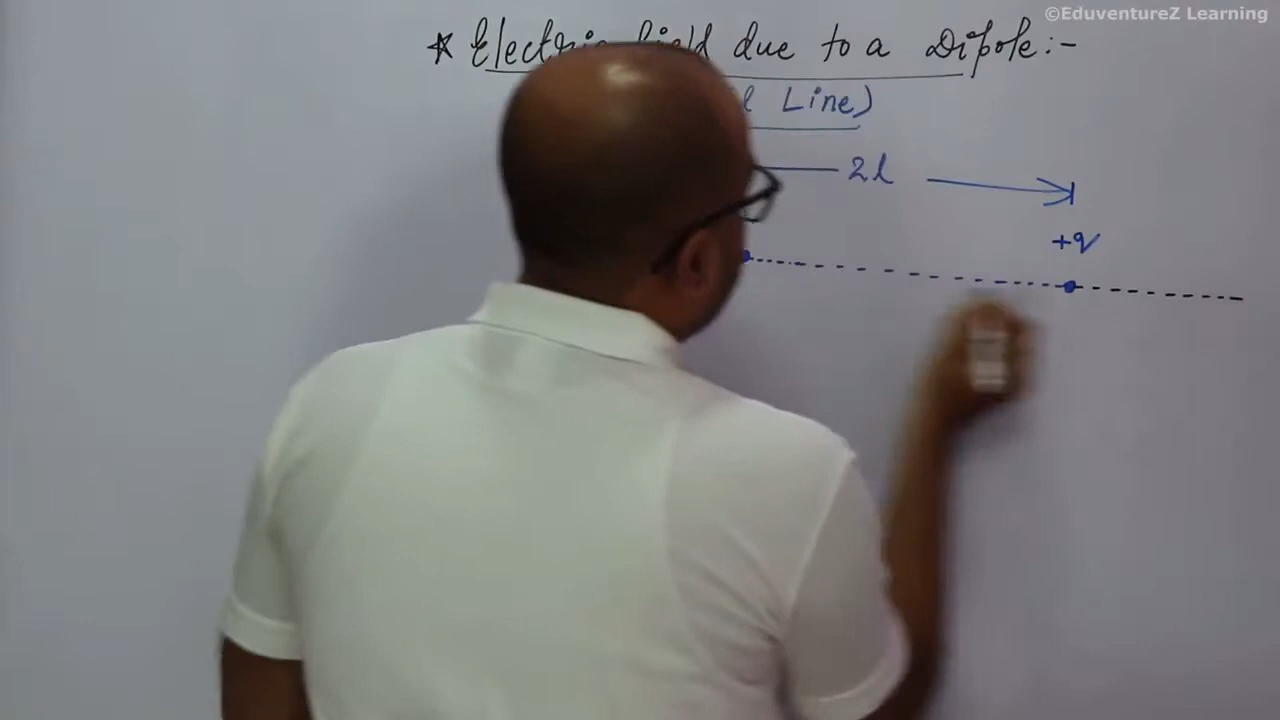 ©EduventureZ Learning
* Electric field due to a Dipole:-
Line)
2l
+q